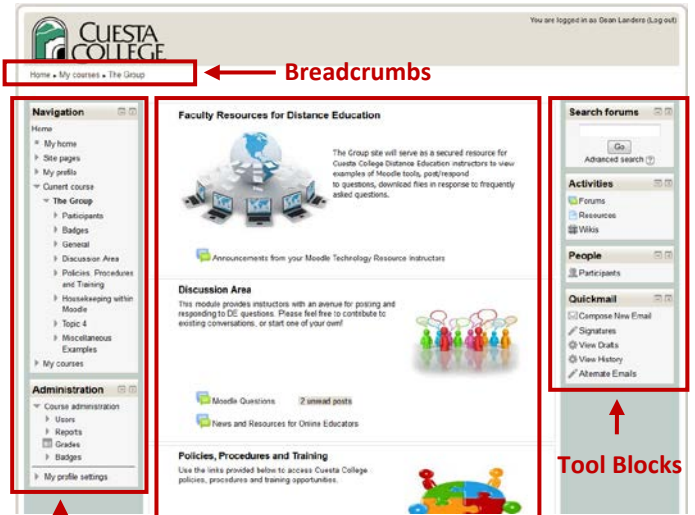 CUESTA
COLLEGE
You are logged in as Dean Landers (Log out)
Home ▸ My courses ▸ The Group
Breadcrumbs
Navigation
Home
My home
Site pages
My profile
Current course
The Group
Participants
Badges
General
Discussion Area
Policies, Procedures
and Training
Housekeeping within
Moodle
Topic 4
Miscellaneous
Examples
My courses
Administration
Course administration
Users
Reports
Grades
Badges
My profile settings
Faculty Resources for Distance Education
The Group site will serve as a secured resource for
Cuesta College Distance Education instructors to view
examples of Moodle tools, post/respond
to questions, download files in response to frequently
asked questions.
Announcements from your Moodle Technology Resource Instructors
Discussion Area
This module provides instructors with an avenue for posting and
responding to DE questions. Please feel free to contribute to
existing conversations, or start one of your own!
Moodle Questions 2 unread posts
News and Resources for Online Educators
Policies, Procedures and Training
Use the links provided below to access Cuesta College
policies, procedures and training opportunities.
Search forums
Go
Advanced search
Activities
Forums
Resources
Wikis
People
Participants
Quickmail
Compose New Email
Signatures
View Drafts
View History
Alternate Emails
Tool Blocks